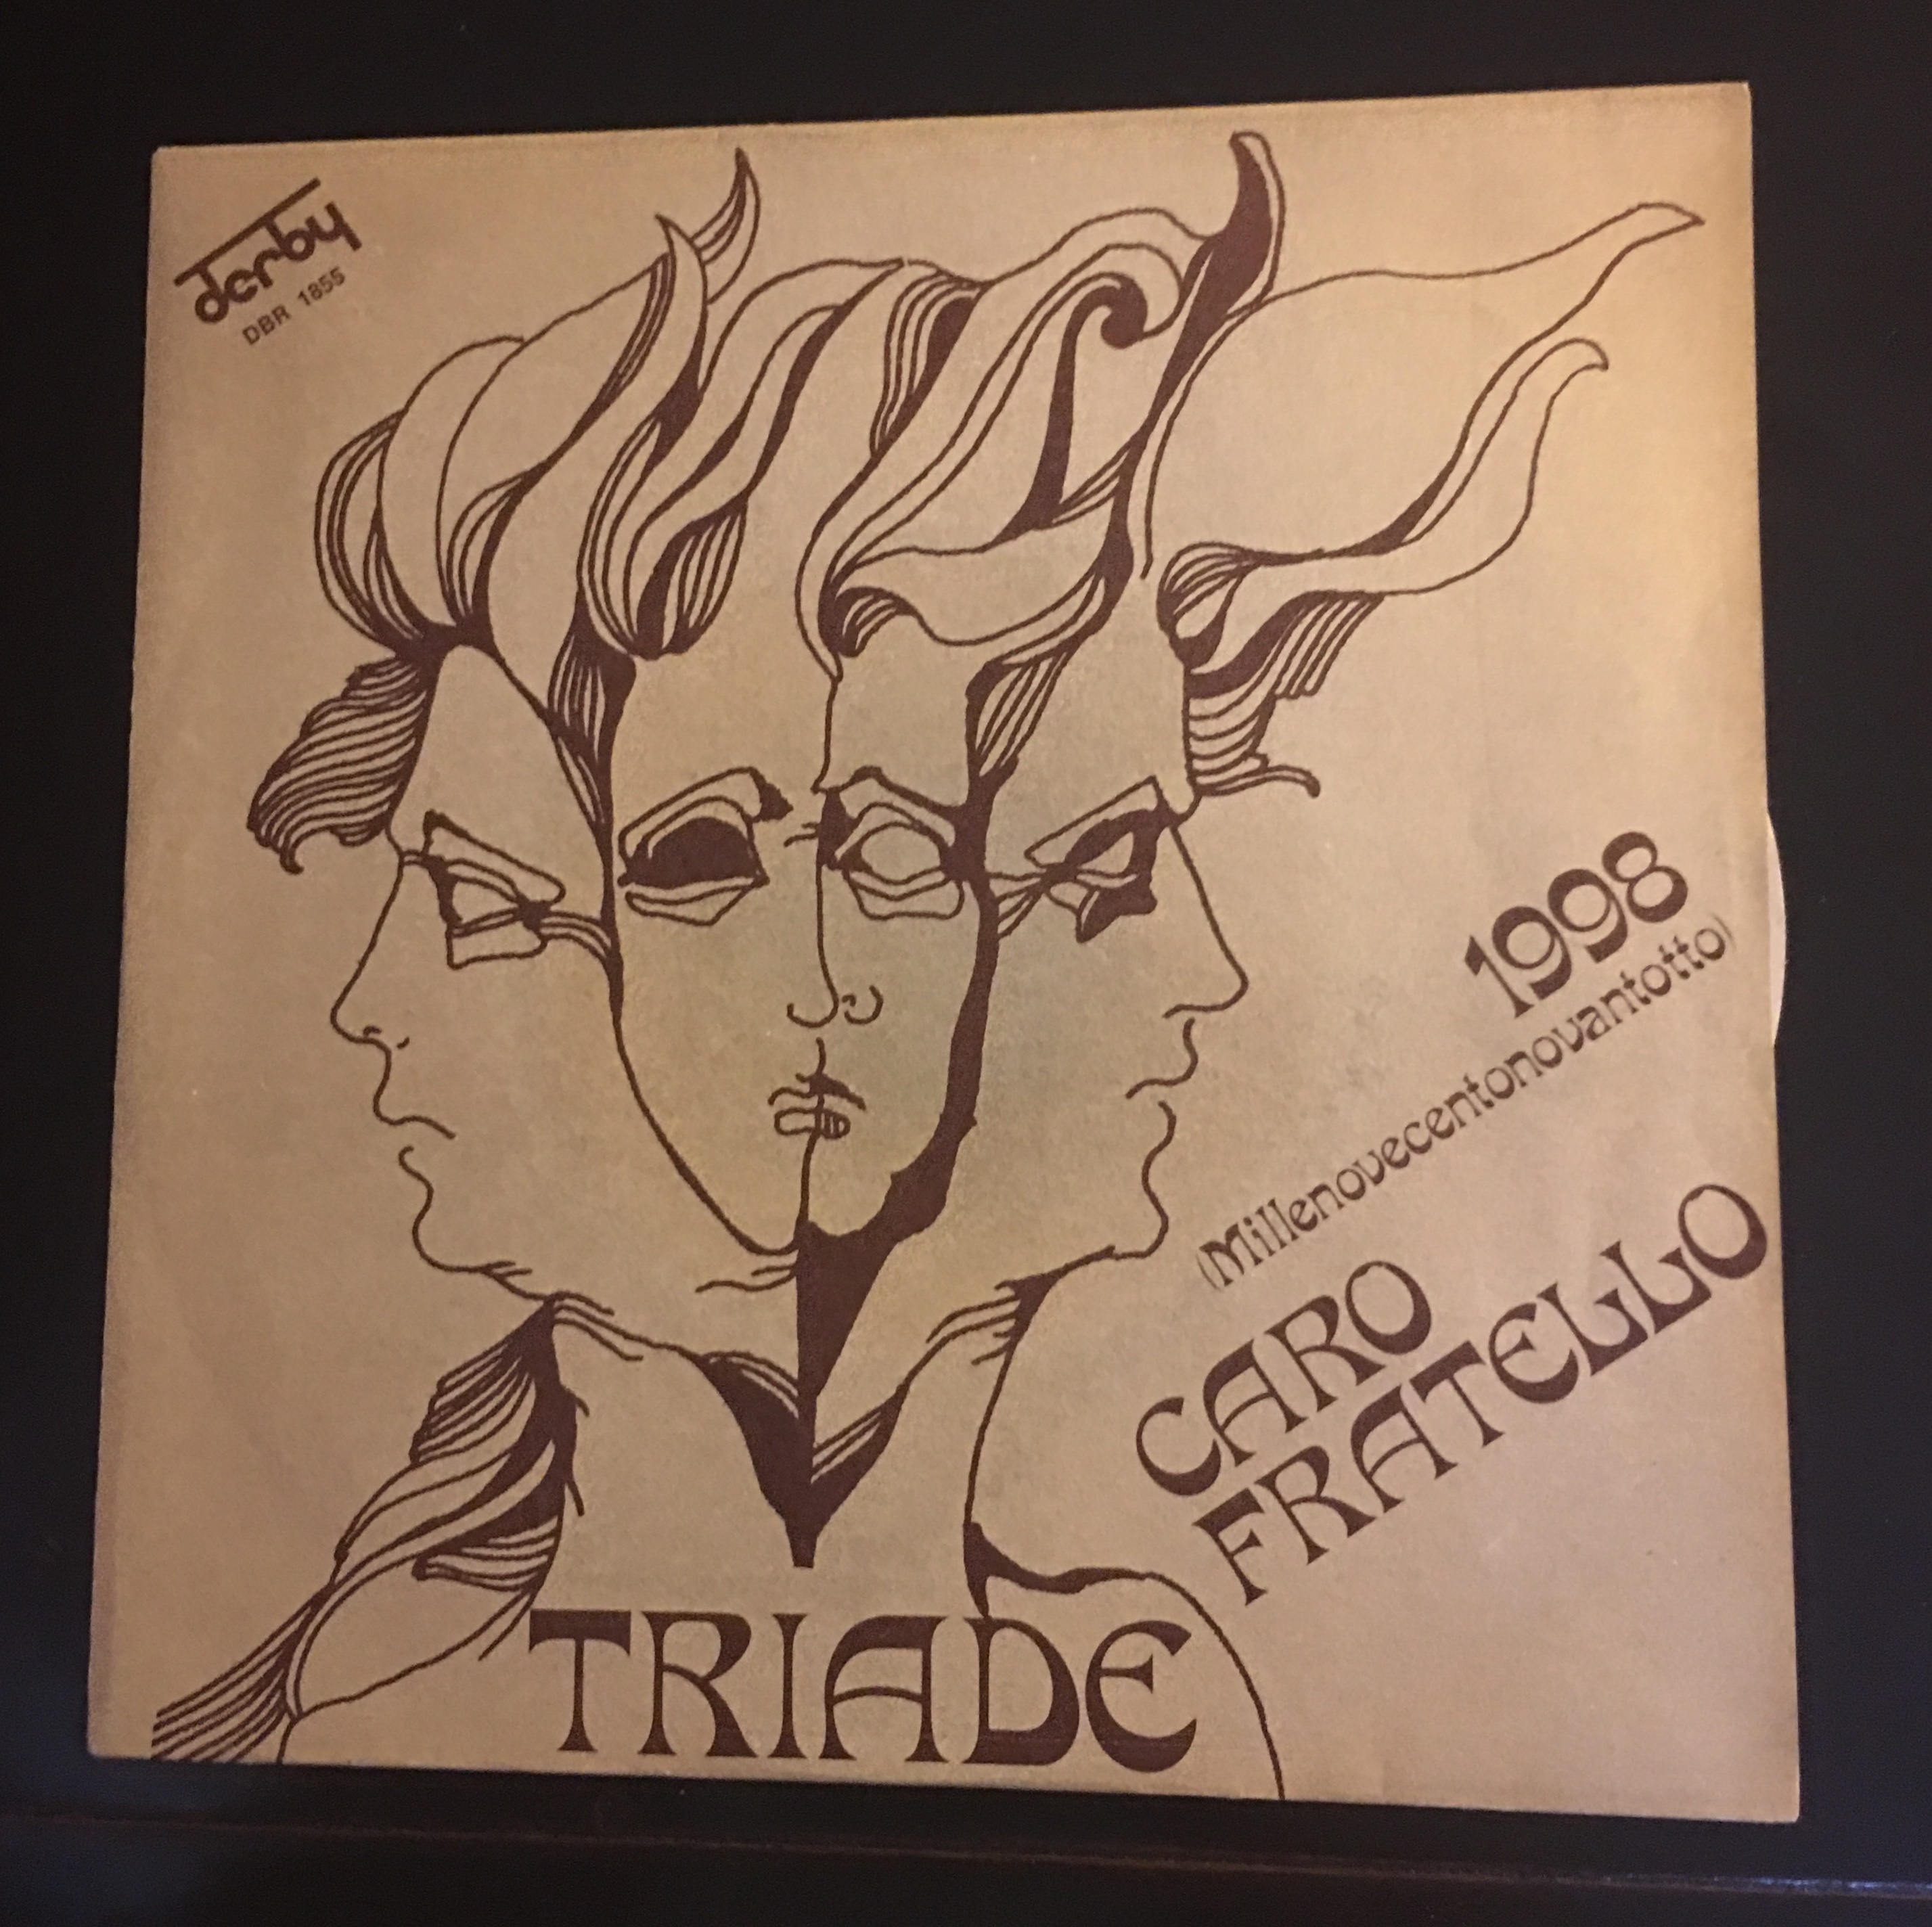 derby
DBR 1855
1998
(Millenovecentonovantotto)
CARO
FRATELLO
TRIADE